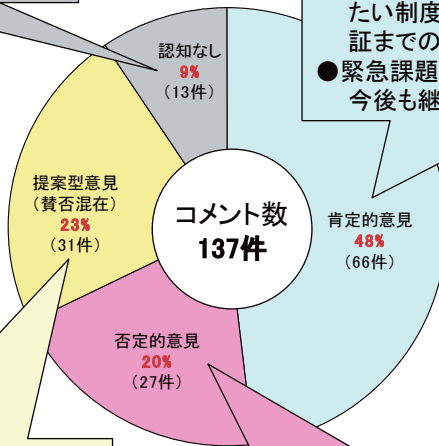 たい制度
証までの
●緊急課題
今後も継
認知なし
9%
（13件）
提案型意見
（賛否混在）
23%
（31件）
コメント数
137件
肯定的意見
48%
（66件）
否定的意見
20%
（27件）